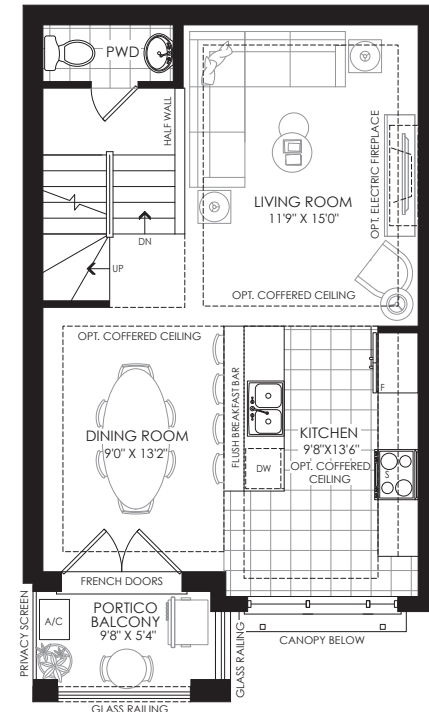 PWD
HALF WALL
OPT. ELECTRIC FIREPLACE
LIVING ROOM
11'9" X 15'0"
DN
UP
OPT. COFFERED CEILING
OPT. COFFERED CEILING
FLUSH BREAKFAST BAR
F
DINING ROOM
9'0" X 13'2"
KITCHEN
9'8"X13'6"
OPT. COFFERED
CEILING
DW
S
FRENCH DOORS
PRIVACY SCREEN
A/C
PORTICO
BALCONY
9'8" X 5'4"
GLASS RAILING
CANOPY BELOW
GLASS RAILING